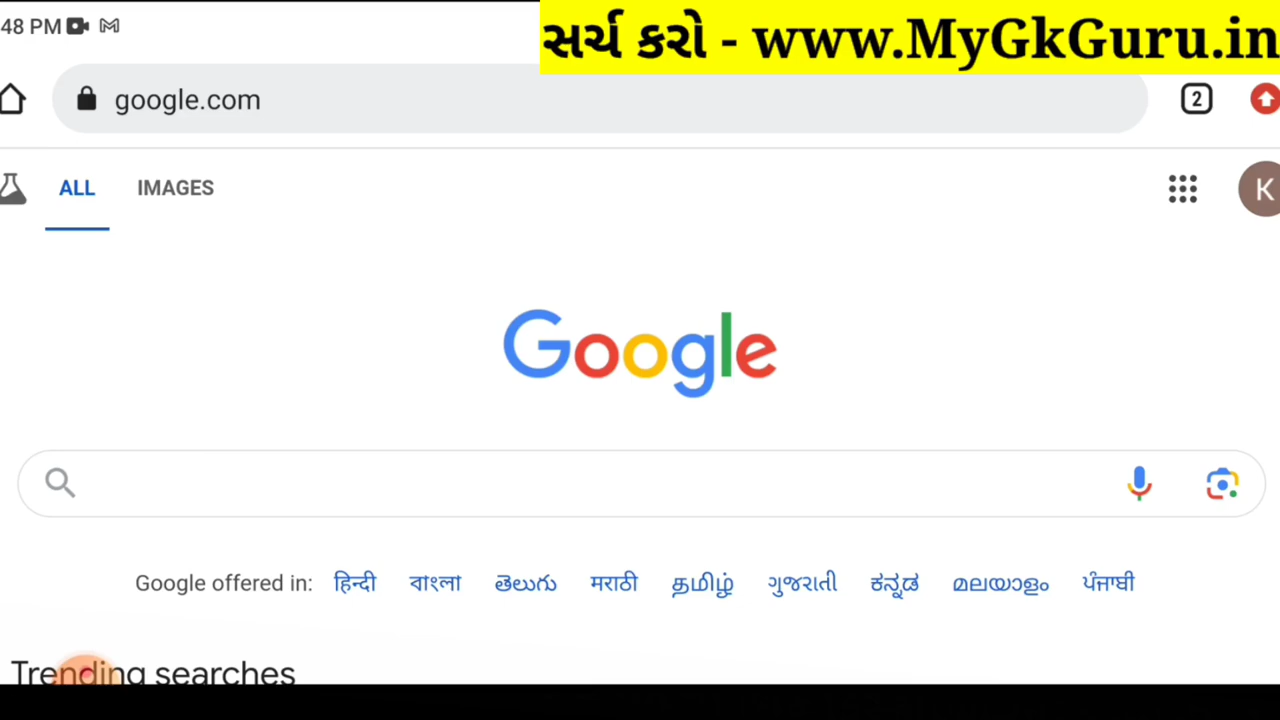 48 PM
સર્ચ કરો - www.MyGkGuru.in
google.com
2
ALL IMAGES
K
Google
Google offered in: हिन्दी বাংলা తెలుగు मराठी தமிழ் ગુજરાતી ಕನ್ನಡ മലയാളം ਪੰਜਾਬੀ
Trending searches